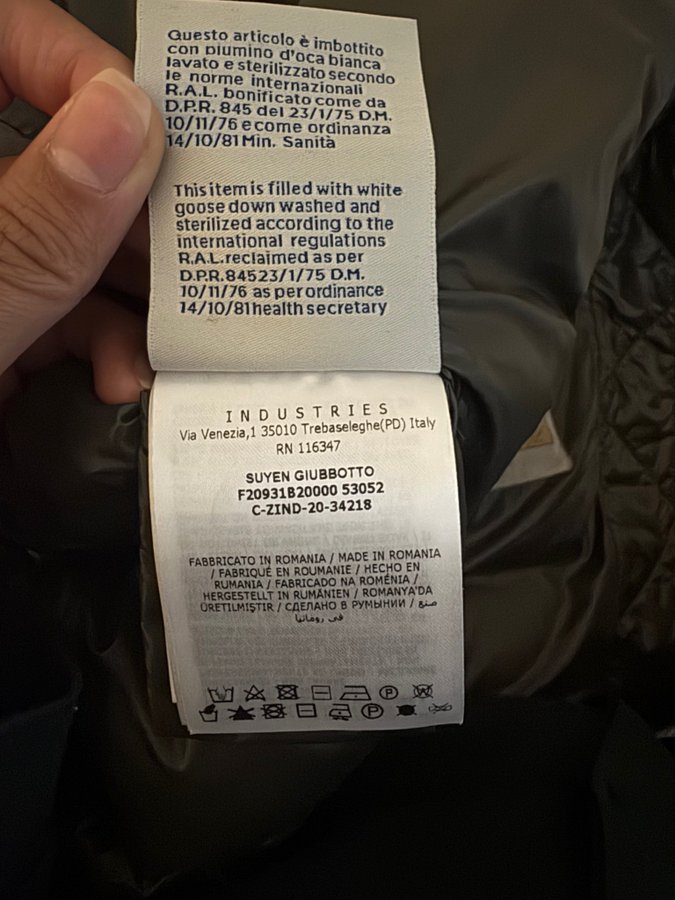 Questo articolo è imbottito
con piumino d'oca bianca
lavato e sterilizzato secondo
le norme internazionali
R.A.L. bonificato come da
D.P.R. 845 del 23/1/75 D.M.
10/11/76 e come ordinanza
14/10/81 Min. Sanità
This item is filled with white
goose down washed and
sterilized according to the
international regulations
R.A.L. reclaimed as per
D.P.R. 845 23/1/75 D.M.
10/11/76 as per ordinance
14/10/81 health secretary
INDUSTRIES
Via Venezia,1 35010 Trebaseleghe(PD) Italy
RN 116347
SUYEN GIUBBOTTO
F20931B20000 53052
C-ZIND-20-34218
FABBRICATO IN ROMANIA / MADE IN ROMANIA
/ FABRIQUÉ EN ROUMANIE / HECHO EN
RUMANIA / FABRICADO NA ROMÉNIA /
HERGESTELLT IN RUMÄNIEN / ROMANYA'DA
ÜRETILMIŞTIR / СДЕЛАНО В РУМЫНИИ / صنع
في رومانيا
P W
P